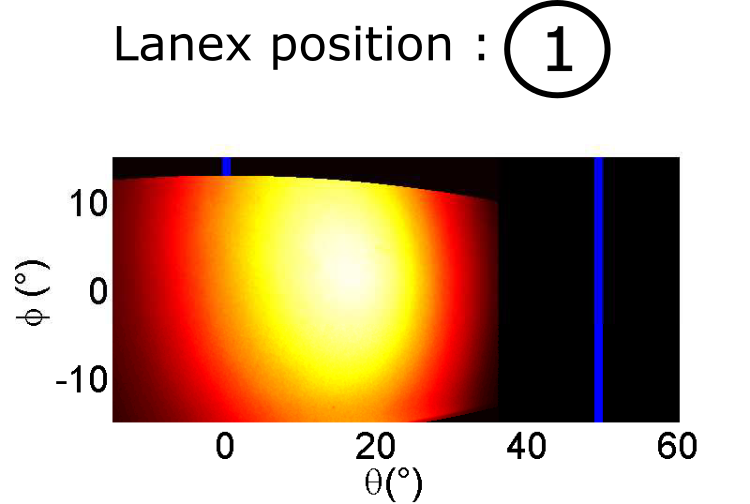 Lanex position : 1
10
0
-10
ϕ (°)
0 20 40 60
θ(°)